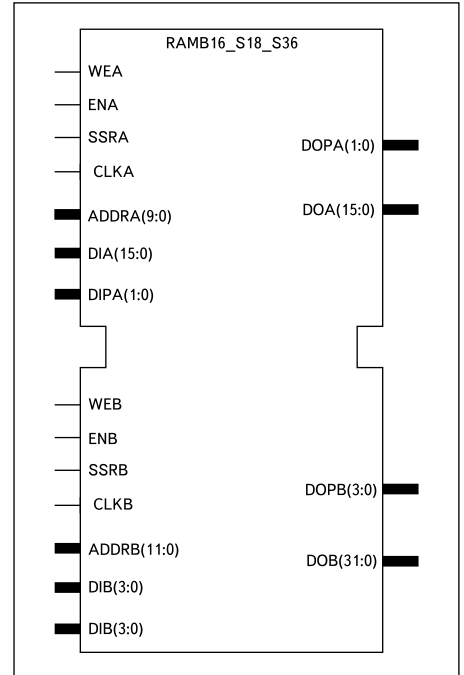 RAMB16_S18_S36
WEA
ENA
SSRA
CLKA
ADDRA(9:0)
DIA(15:0)
DIPA(1:0)
DOPA(1:0)
DOA(15:0)
WEB
ENB
SSRB
CLKB
ADDRB(11:0)
DIB(3:0)
DIB(3:0)
DOPB(3:0)
DOB(31:0)